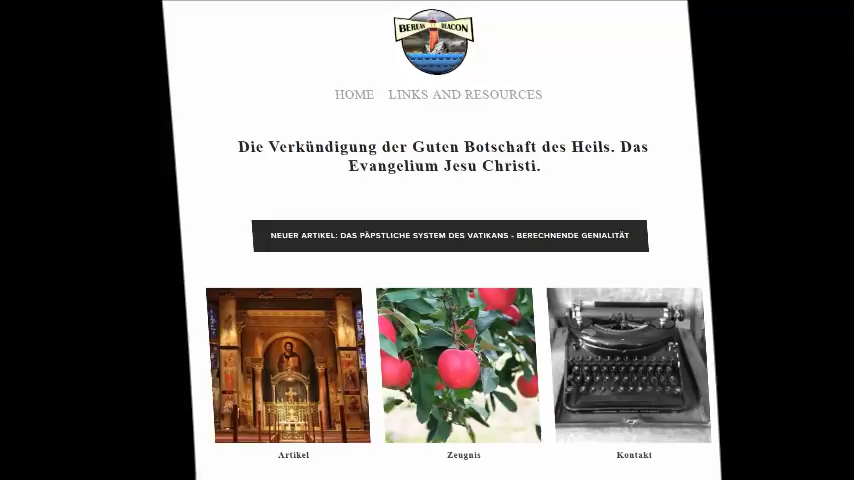 BEREAN BEACON
HOME LINKS AND RESOURCES
Die Verkündigung der Guten Botschaft des Heils. Das
Evangelium Jesu Christi.
NEUER ARTIKEL: DAS PÄPSTLICHE SYSTEM DES VATIKANS - BERECHNENDE GENIALITÄT
Artikel Zeugnis Kontakt